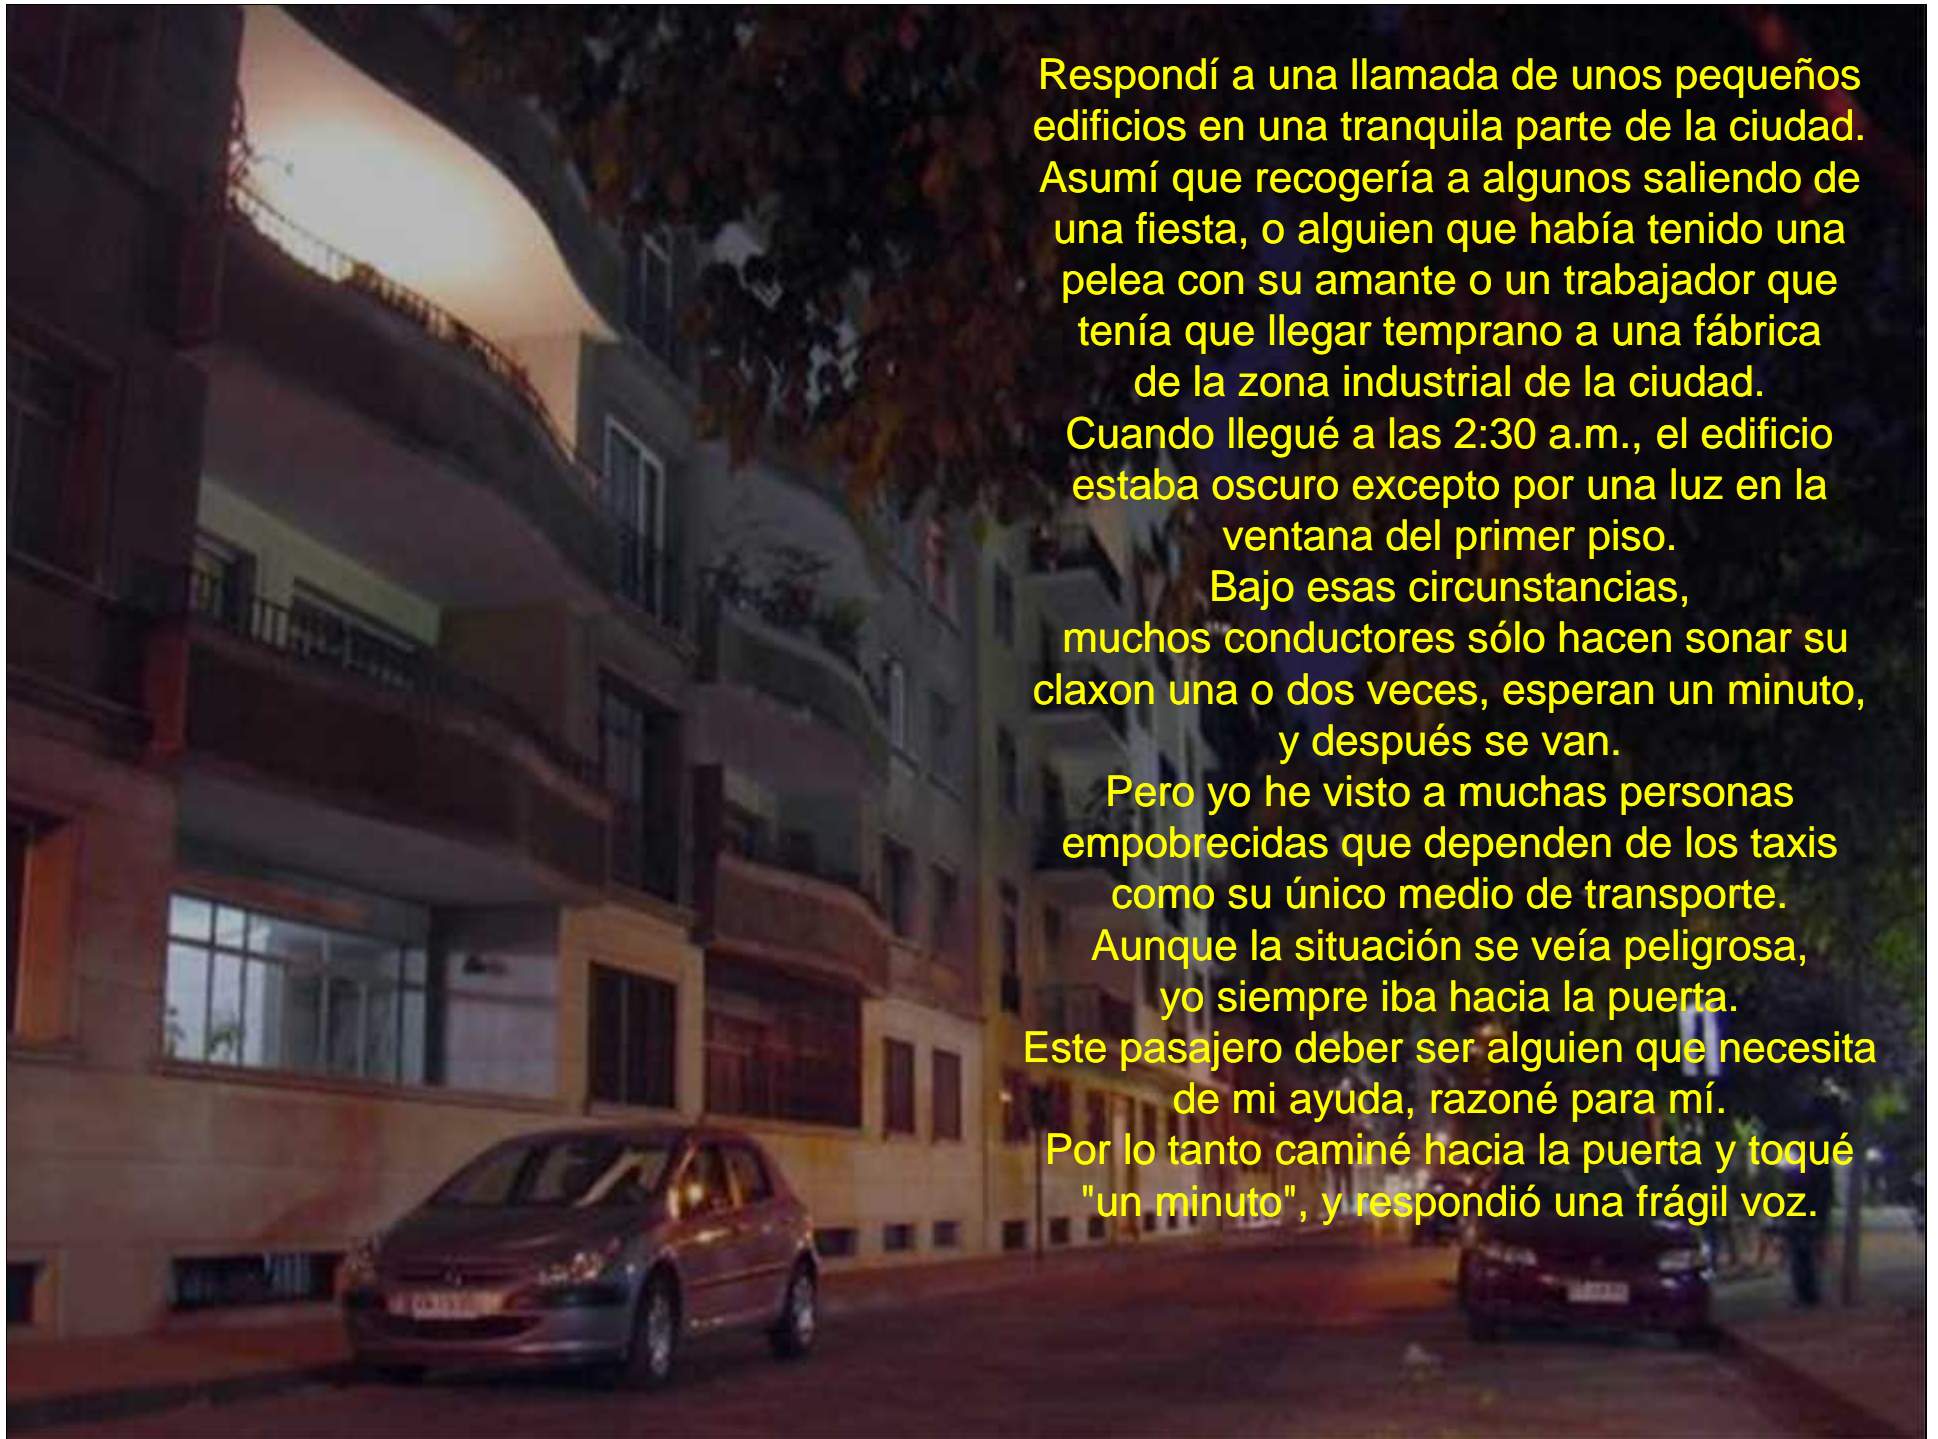 Respondí a una llamada de unos pequeños
edificios en una tranquila parte de la ciudad.
Asumí que recogería a algunos saliendo de
una fiesta, o alguien que había tenido una
pelea con su amante o un trabajador que
tenía que llegar temprano a una fábrica
de la zona industrial de la ciudad.
Cuando llegué a las 2:30 a.m., el edificio
estaba oscuro excepto por una luz en la
ventana del primer piso.
Bajo esas circunstancias,
muchos conductores sólo hacen sonar su
claxon una o dos veces, esperan un minuto,
y después se van.
Pero yo he visto a muchas personas
empobrecidas que dependen de los taxis
como su único medio de transporte.
Aunque la situación se veía peligrosa,
yo siempre iba hacia la puerta.
Este pasajero deber ser alguien que necesita
de mi ayuda, razoné para mí.
Por lo tanto caminé hacia la puerta y toqué
"un minuto", y respondió una frágil voz.